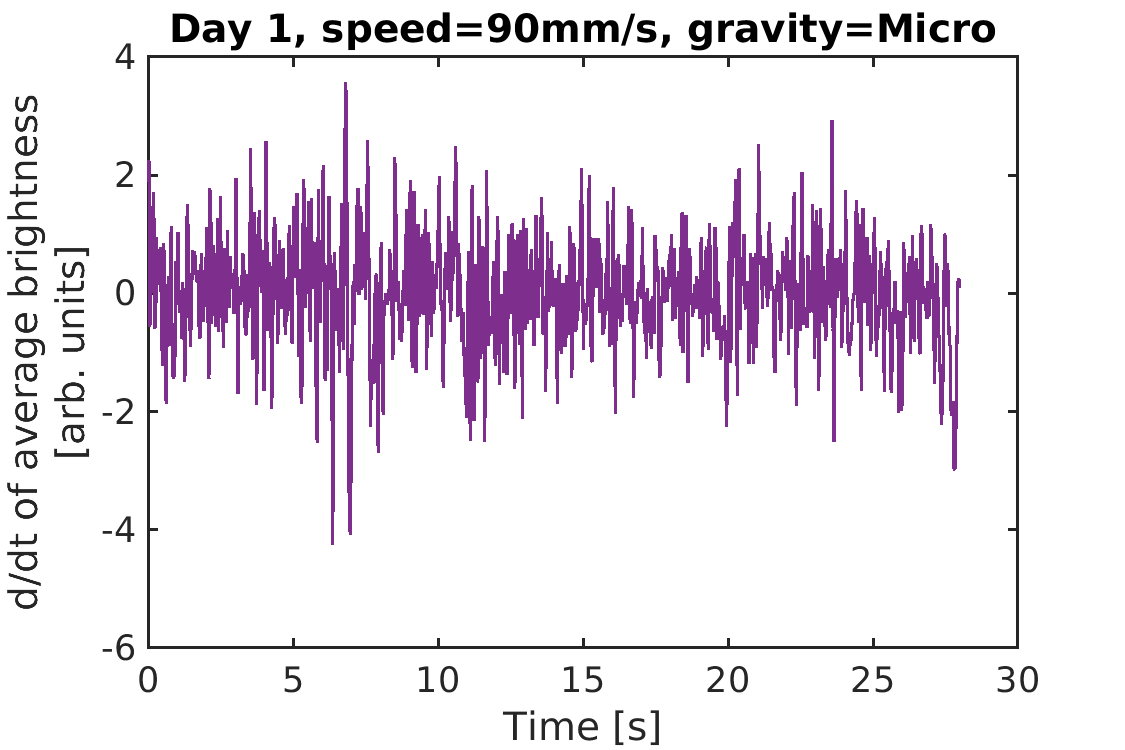 Day 1, speed=90mm/s, gravity=Micro
d/dt of average brightness
[arb. units]
4
2
0
-2
-4
-6
0 5 10 15 20 25 30
Time [s]